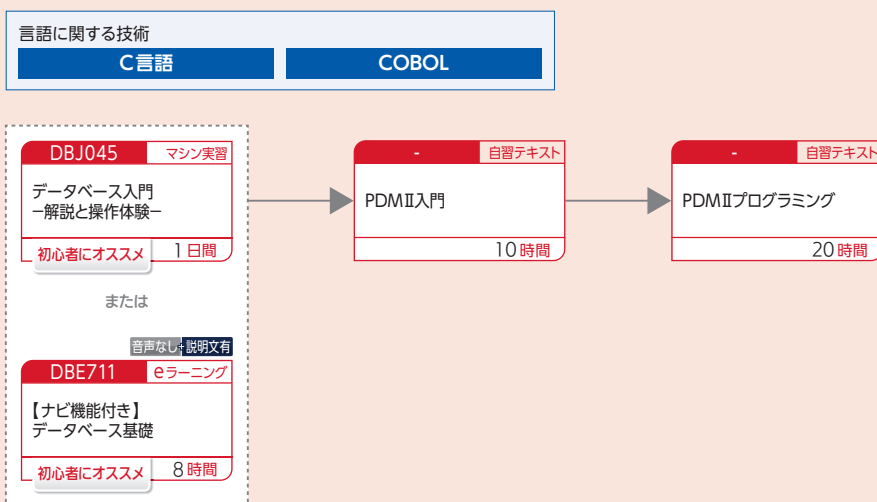 言語に関する技術
C言語
COBOL
DBJ045 マシン実習
データベース入門
−解説と操作体験−
初心者にオススメ 1日間
または
音声なし+説明文有
DBE711 eラーニング
【ナビ機能付き】
データベース基礎
初心者にオススメ 8時間
- 自習テキスト
PDMⅡ入門
10時間
- 自習テキスト
PDMⅡプログラミング
20時間